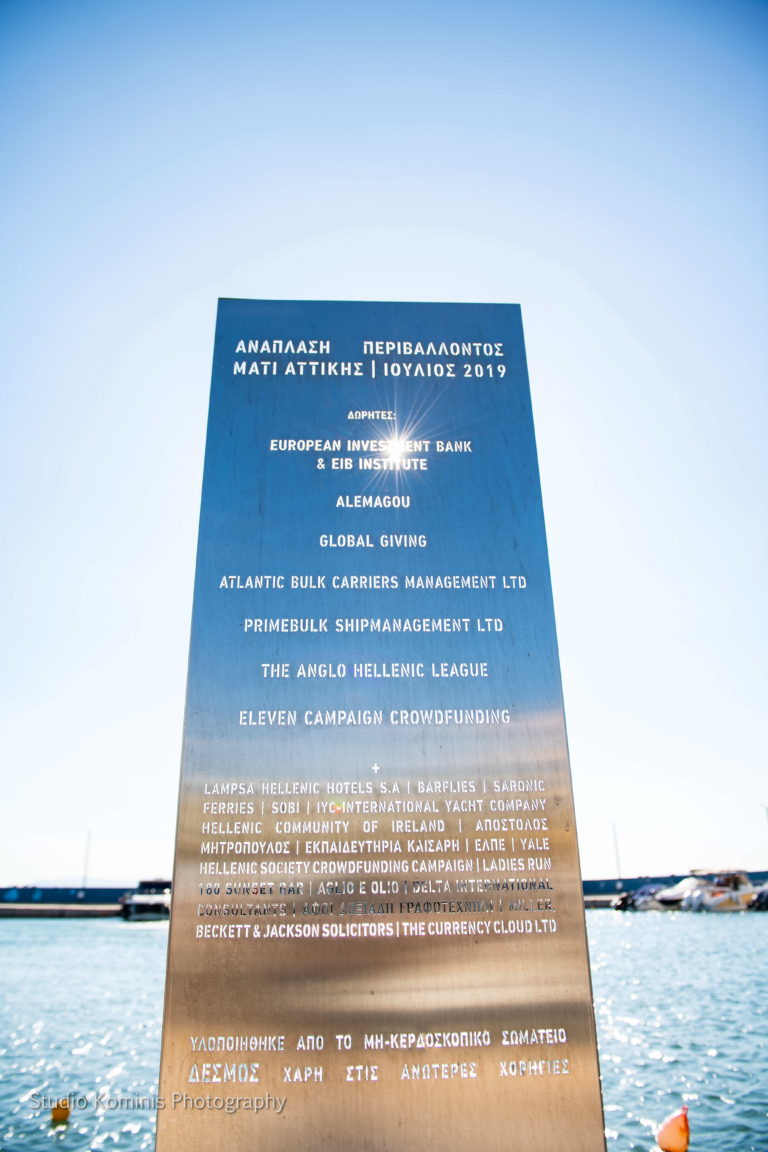 ΑΝΑΠΛΑΣΗ ΠΕΡΙΒΑΛΛΟΝΤΟΣ
ΜΑΤΙ ΑΤΤΙΚΗΣ | ΙΟΥΛΙΟΣ 2019
ΔΩΡΗΤΕΣ:
EUROPEAN INVESTMENT BANK
& EIB INSTITUTE
ALEMAGOU
GLOBAL GIVING
ATLANTIC BULK CARRIERS MANAGEMENT LTD
PRIMEBULK SHIPMANAGEMENT LTD
THE ANGLO HELLENIC LEAGUE
ELEVEN CAMPAIGN CROWDFUNDING
+
LAMPSA HELLENIC HOTELS S.A | BARFLIES | SARONIC
FERRIES | SOBI | IYC-INTERNATIONAL YACHT COMPANY
HELLENIC COMMUNITY OF IRELAND | ΑΠΟΣΤΟΛΟΣ
ΜΗΤΡΟΠΟΥΛΟΣ | ΕΚΠΑΙΔΕΥΤΗΡΙΑ ΚΑΙΣΑΡΗ | ΕΛΠΕ | YALE
HELLENIC SOCIETY CROWDFUNDING CAMPAIGN | LADIES RUN
180 SUNSET BAR | AGLIO E OLIO | DELTA INTERNATIONAL
CONSULTANTS | ΑΦΟΙ ΓΡΑΦΟΤΕΧΝΙΚΗ | MILLER,
BECKETT & JACKSON SOLICITORS | THE CURRENCY CLOUD LTD
ΥΛΟΠΟΙΗΘΗΚΕ ΑΠΟ ΤΟ ΜΗ-ΚΕΡΔΟΣΚΟΠΙΚΟ ΣΩΜΑΤΕΙΟ
ΔΕΣΜΟΣ ΧΑΡΗ ΣΤΙΣ ΑΝΩΤΕΡΕΣ ΧΟΡΗΓΙΕΣ
Studio Kominis Photography